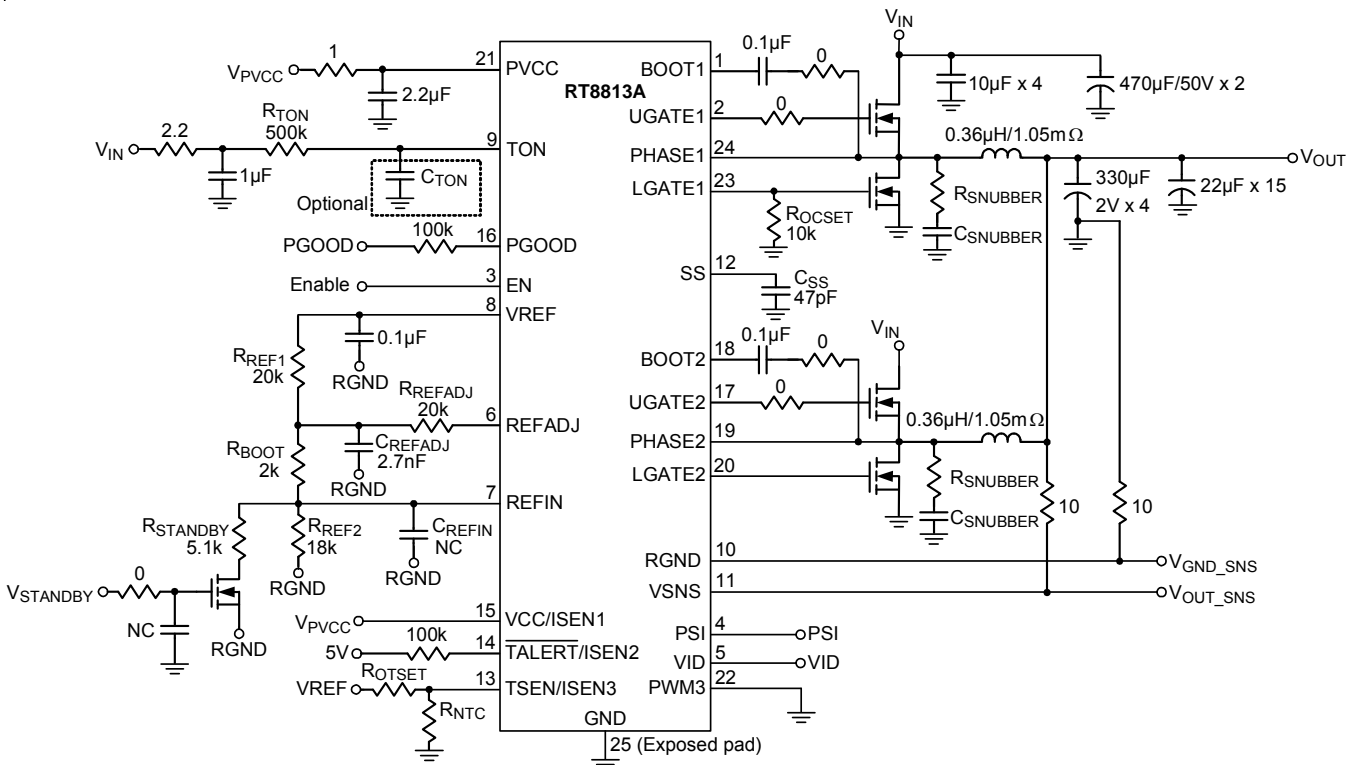 VIN
VPVCC
1
21
PVCC
2.2µF
RT8813A
BOOT1
1
0.1µF
0
10µF x 4
470µF/50V x 2
UGATE1
2
0
VIN
2.2
RTON
500k
9
TON
1µF
CTON
Optional
PHASE1
24
0.36µH/1.05mΩ
VOUT
LGATE1
23
ROCSET
10k
RSNUBBER
CSNUBBER
330µF
2V x 4
22µF x 15
PGOOD
100k
16
PGOOD
Enable
3
EN
SS
12
CSS
47pF
8
VREF
0.1µF
RGND
RREF1
20k
BOOT2
18
0.1µF
0
VIN
UGATE2
17
0
RREFADJ
20k
6
REFADJ
CREFADJ
2.7nF
RGND
RBOOT
2k
PHASE2
19
0.36µH/1.05mΩ
LGATE2
20
RSNUBBER
CSNUBBER
10
10
7
REFIN
RSTANDBY
5.1k
RREF2
18k
RGND
CREFIN
NC
RGND
VSTANDBY
0
NC
RGND
RGND
10
VGND_SNS
VSNS
11
VOUT_SNS
VPVCC
15
VCC/ISEN1
PSI
4
PSI
5V
100k
14
TALERT/ISEN2
VID
5
VID
VREF
ROTSET
13
TSEN/ISEN3
RNTC
PWM3
22
GND
25 (Exposed pad)